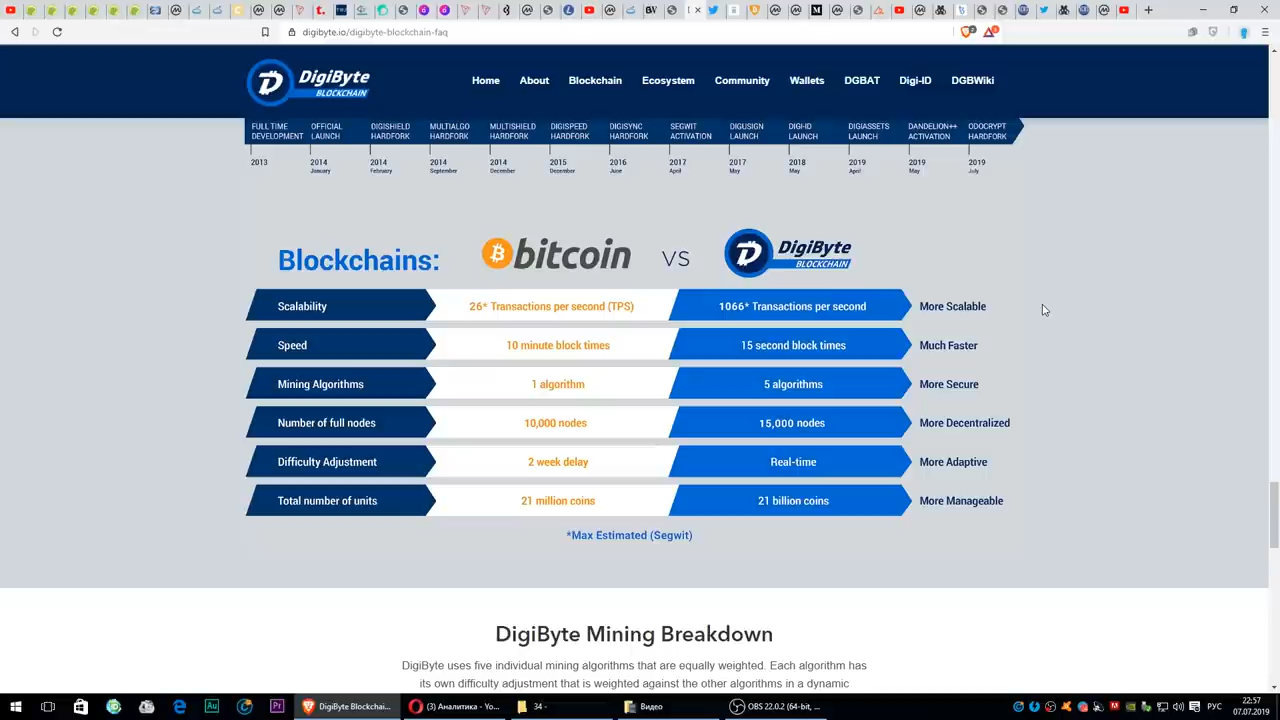 digibyte.io/digibyte-blockchain-faq
DigiByte
BLOCKCHAIN
Home About Blockchain Ecosystem Community Wallets DGBAT Digi-ID DGBWiki
FULL TIME DEVELOPMENT
OFFICIAL LAUNCH
DIGISHIELD HARDFORK
MULTIALGO HARDFORK
MULTISHIELD HARDFORK
DIGISPEED HARDFORK
DIGISYNC HARDFORK
SEGWIT ACTIVATION
DIGUSIGN LAUNCH
DIGI-ID LAUNCH
DIGIASSETS LAUNCH
DANDELION++ ACTIVATION
ODOCRYPT HARDFORK
2013
2014 January
2014 February
2014 September
2014 December
2015 December
2016 June
2017 April
2017 May
2018 May
2019 April
2019 May
2019 July
Blockchains: bitcoin VS DigiByte
BLOCKCHAIN
Scalability 26* Transactions per second (TPS) 1066* Transactions per second More Scalable
Speed 10 minute block times 15 second block times Much Faster
Mining Algorithms 1 algorithm 5 algorithms More Secure
Number of full nodes 10,000 nodes 15,000 nodes More Decentralized
Difficulty Adjustment 2 week delay Real-time More Adaptive
Total number of units 21 million coins 21 billion coins More Manageable
*Max Estimated (Segwit)
DigiByte Mining Breakdown
DigiByte uses five individual mining algorithms that are equally weighted. Each algorithm has
its own difficulty adjustment that is weighted against the other algorithms in a dynamic
DigiByte Blockchai... (3) Аналитика - Yo... 34 - Видео OBS 22.0.2 (64-bit, ... РУС 22:57
07.07.2019